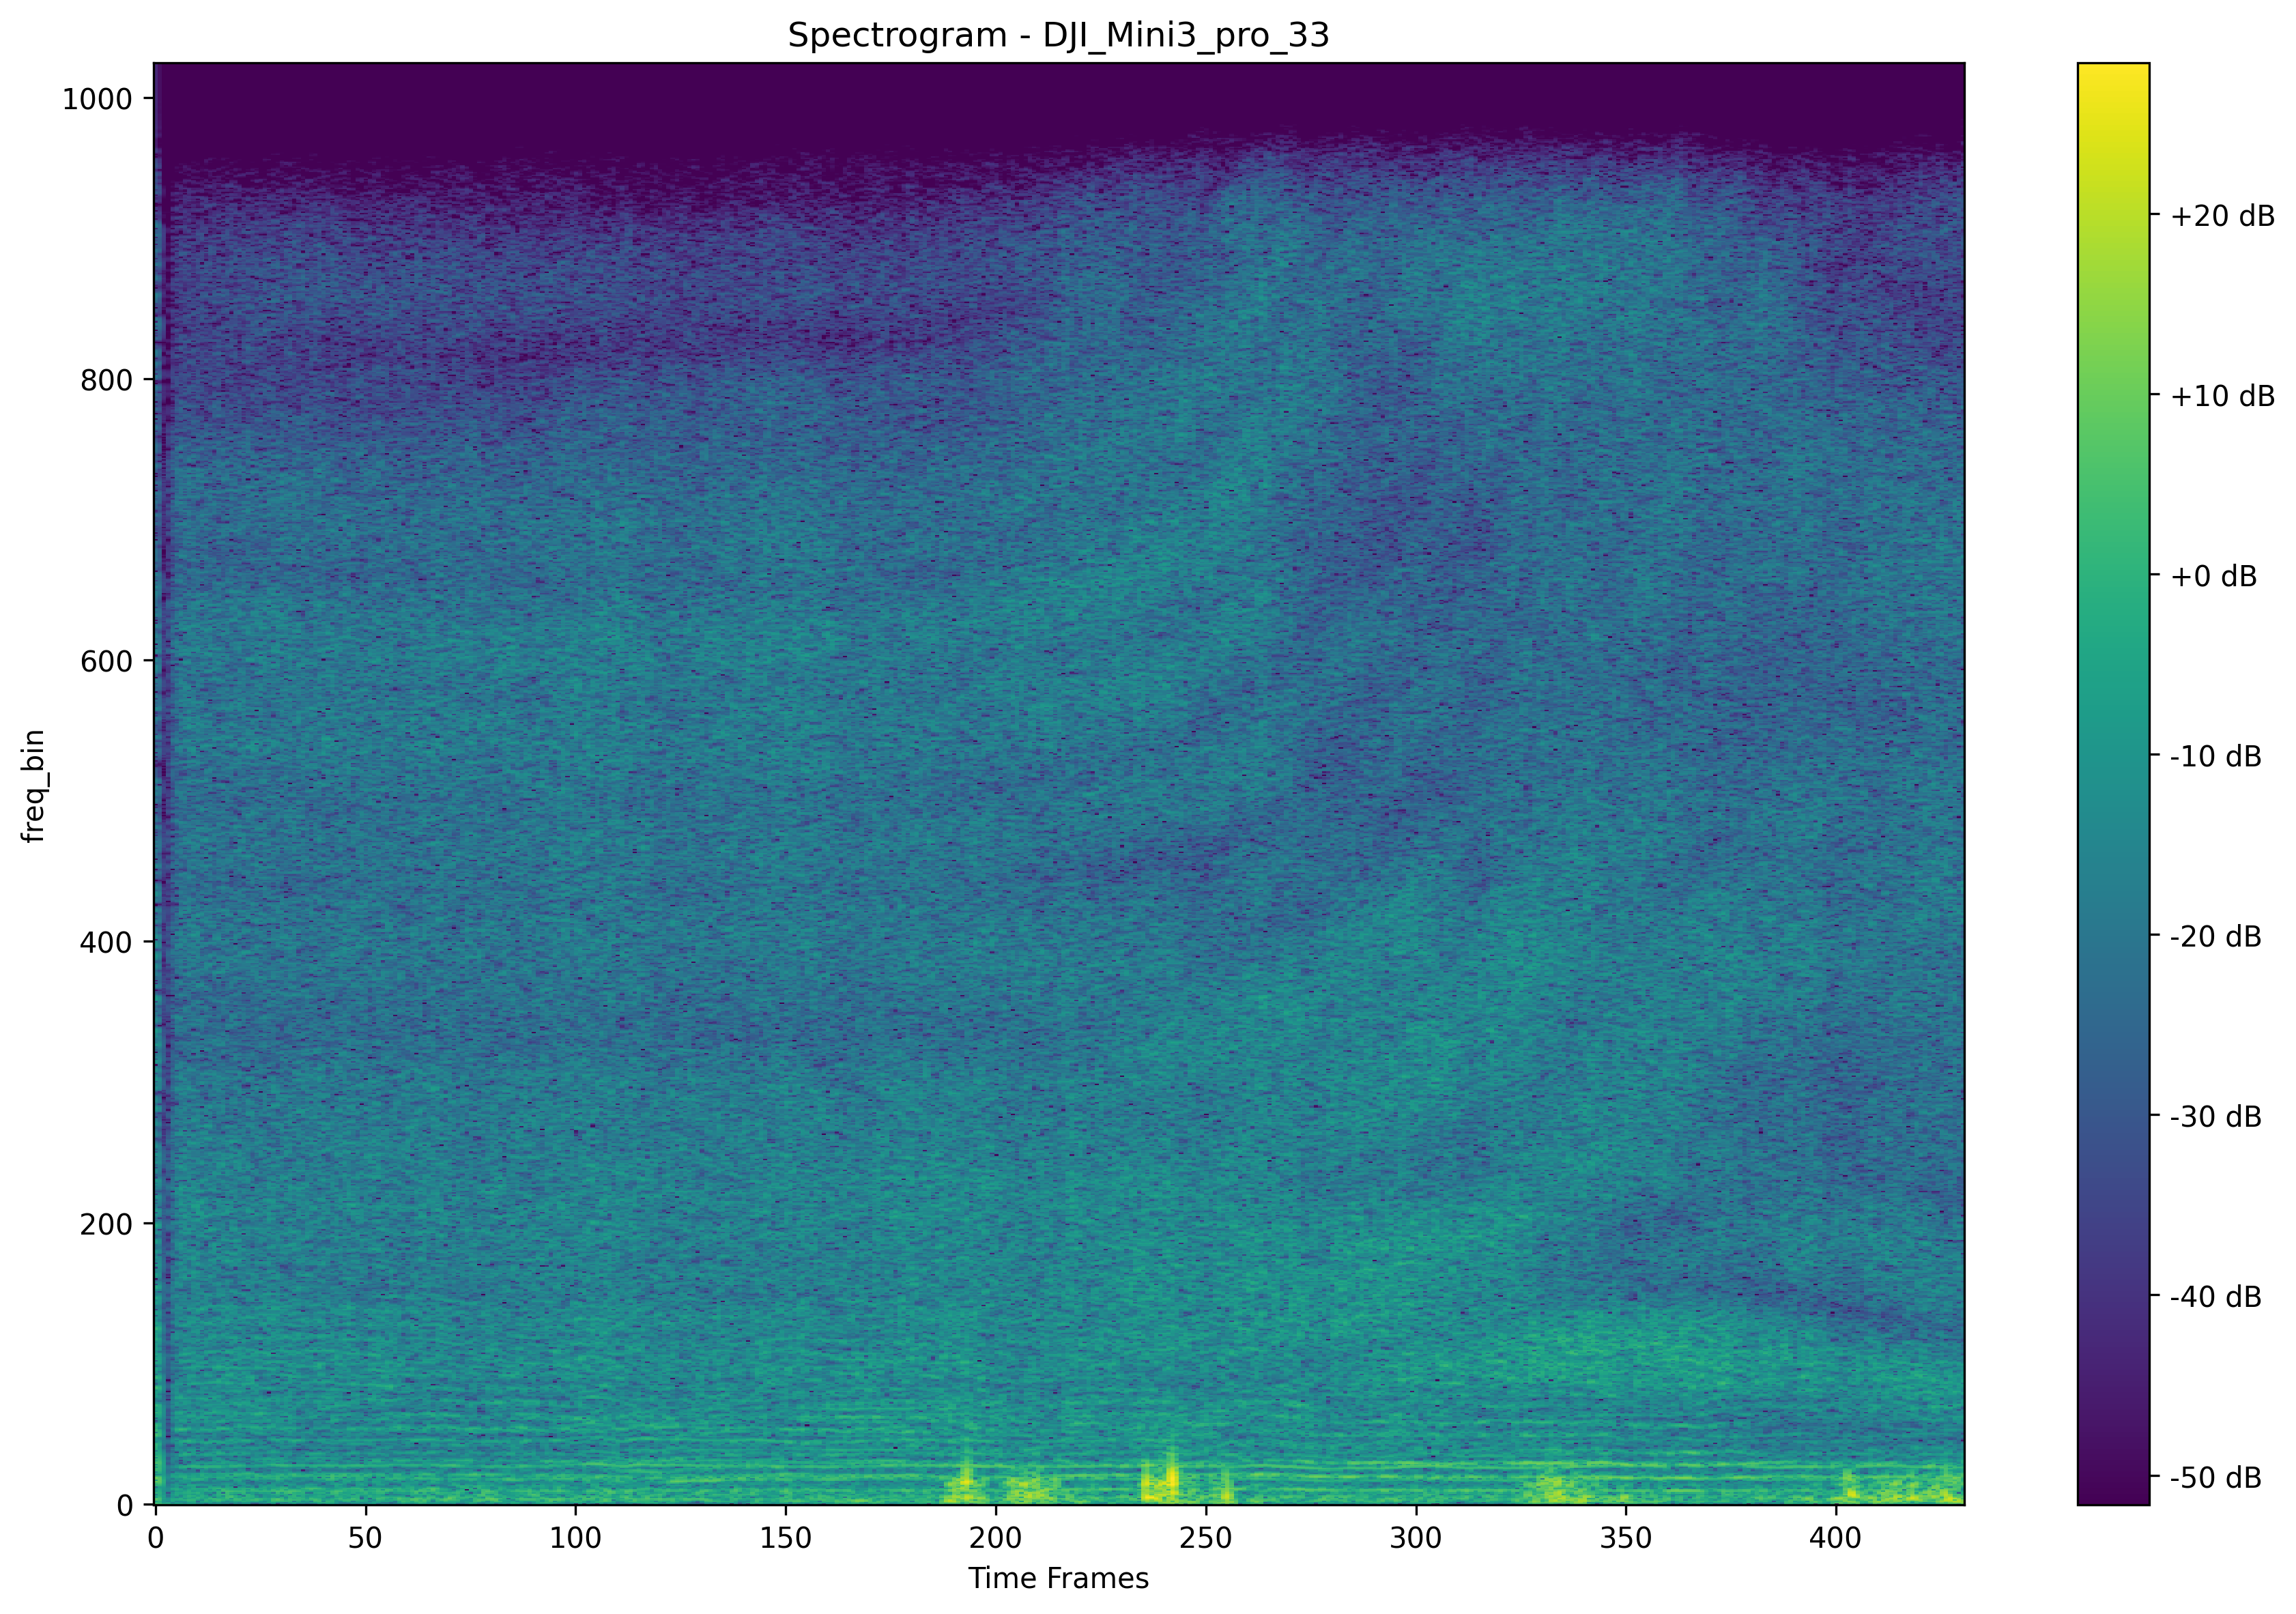 Spectrogram - DJI_Mini3_pro_33
1000
800
600
400
200
0
freq_bin
0 50 100 150 200 250 300 350 400
Time Frames
+20 dB
+10 dB
+0 dB
-10 dB
-20 dB
-30 dB
-40 dB
-50 dB